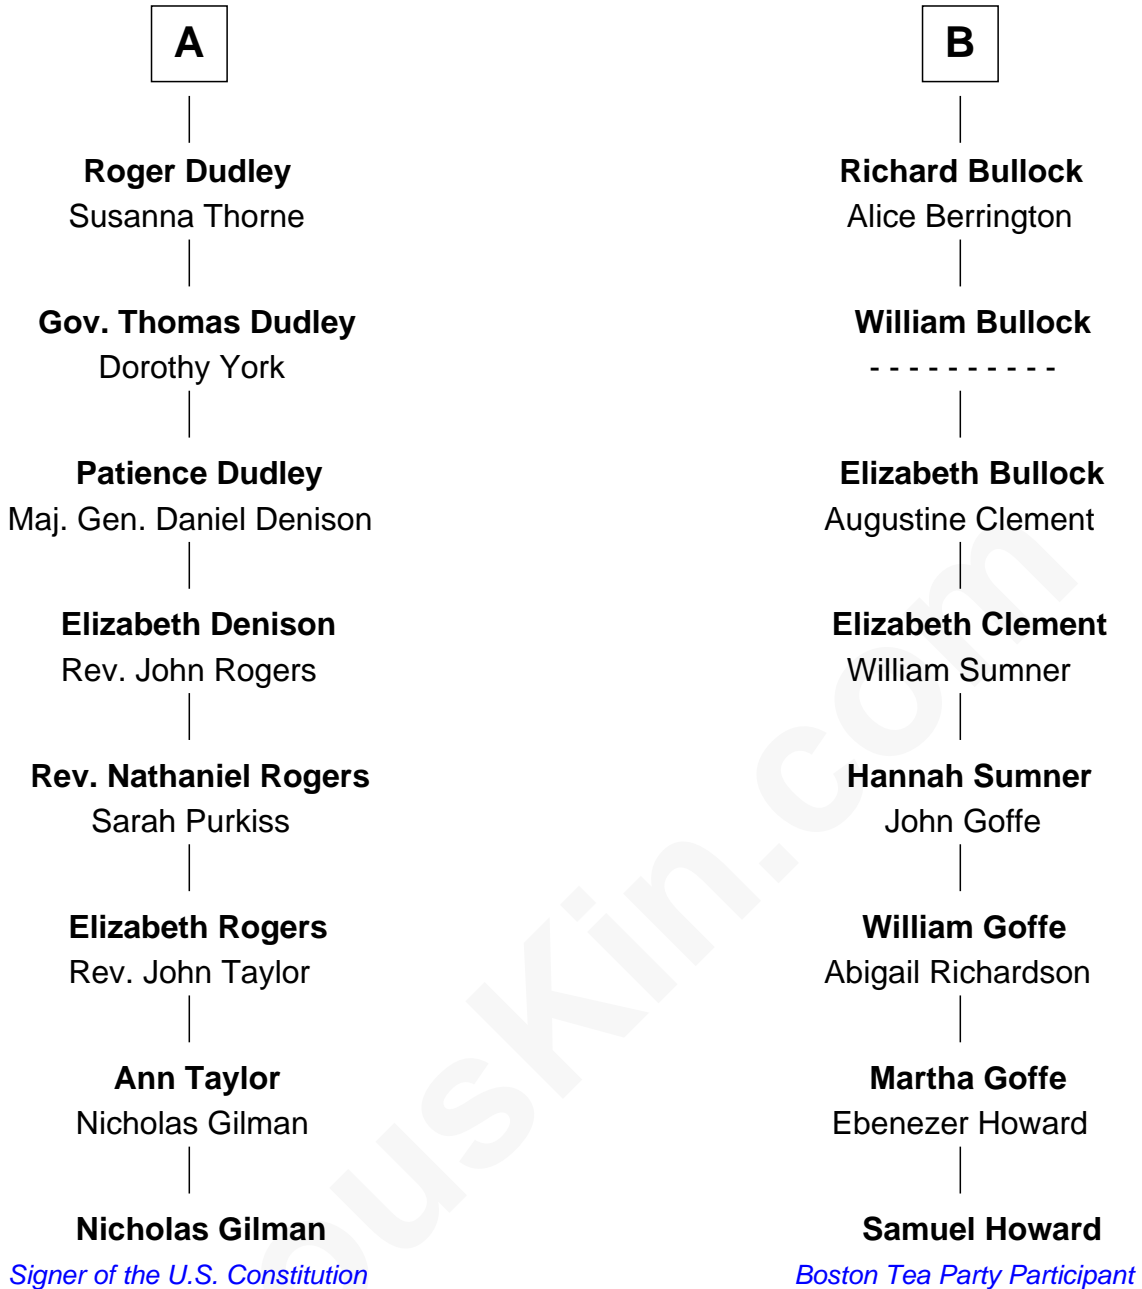 A
Roger Dudley
Susanna Thorne
Gov. Thomas Dudley
Dorothy York
Patience Dudley
Maj. Gen. Daniel Denison
Elizabeth Denison
Rev. John Rogers
Rev. Nathaniel Rogers
Sarah Purkiss
Elizabeth Rogers
Rev. John Taylor
Ann Taylor
Nicholas Gilman
Nicholas Gilman
Signer of the U.S. Constitution
B
Richard Bullock
Alice Berrington
William Bullock
- - - - - - - - - -
Elizabeth Bullock
Augustine Clement
Elizabeth Clement
William Sumner
Hannah Sumner
John Goffe
William Goffe
Abigail Richardson
Martha Goffe
Ebenezer Howard
Samuel Howard
Boston Tea Party Participant
ouskin.com